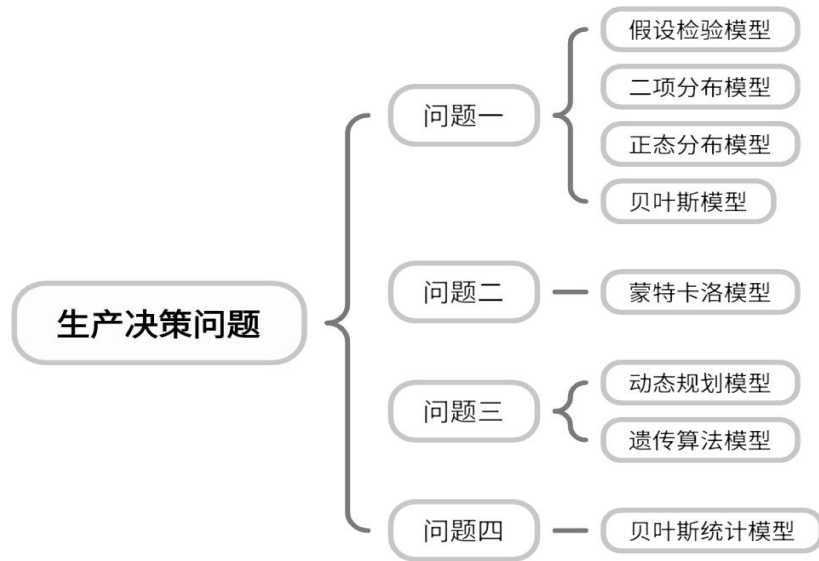 生产决策问题
问题一
假设检验模型
二项分布模型
正态分布模型
贝叶斯模型
问题二
蒙特卡洛模型
问题三
动态规划模型
遗传算法模型
问题四
贝叶斯统计模型